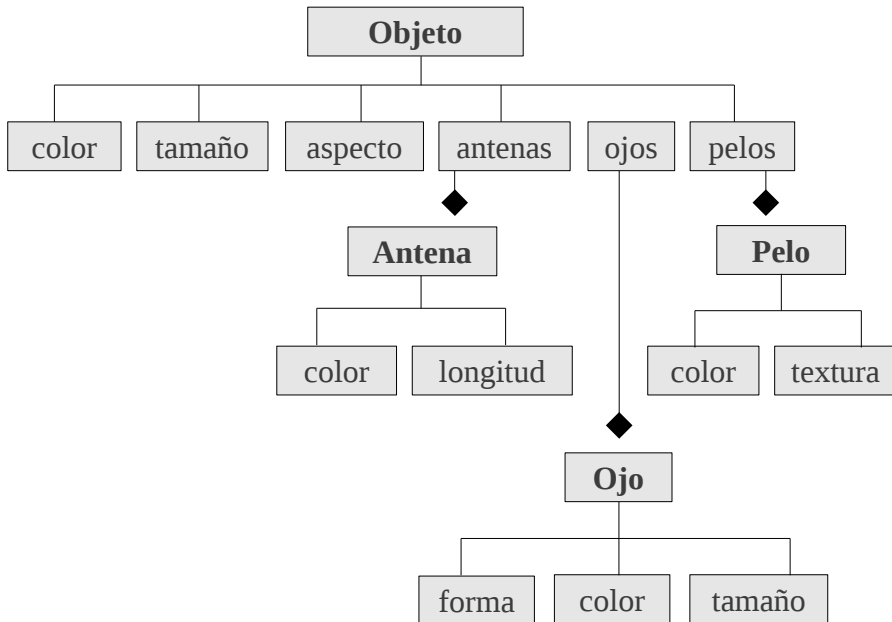 Objeto
color tamaño aspecto antenas ojos pelos
Antena Pelo
color longitud color textura
Ojo
forma color tamaño